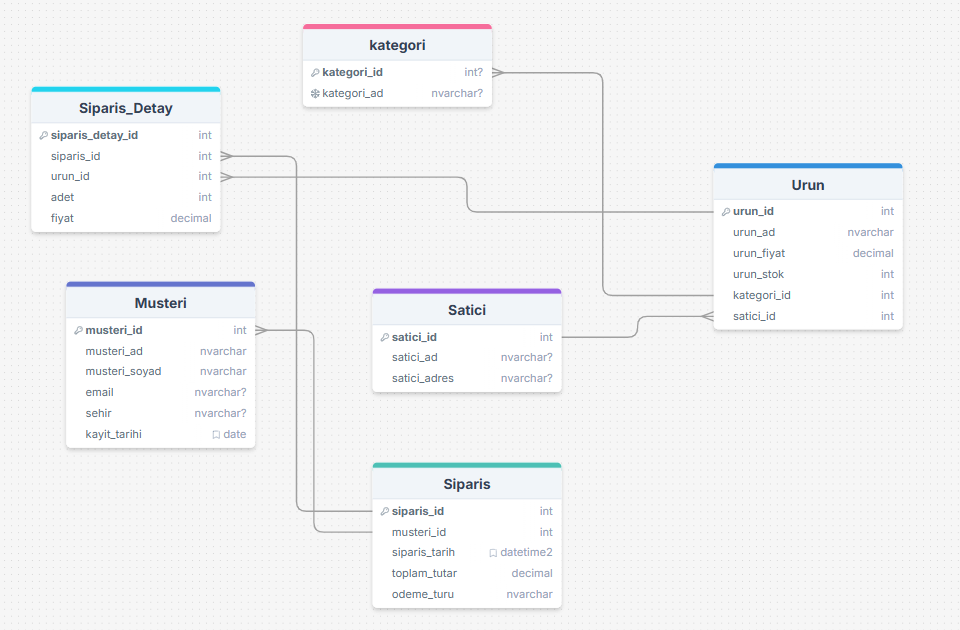 kategori
kategori_id int?
kategori_ad nvarchar?
Siparis_Detay
siparis_detay_id int
siparis_id int
urun_id int
adet int
fiyat decimal
Urun
urun_id int
urun_ad nvarchar
urun_fiyat decimal
urun_stok int
kategori_id int
satici_id int
Musteri
musteri_id int
musteri_ad nvarchar
musteri_soyad nvarchar
email nvarchar?
sehir nvarchar?
kayit_tarihi date
Satici
satici_id int
satici_ad nvarchar?
satici_adres nvarchar?
Siparis
siparis_id int
musteri_id int
siparis_tarih datetime2
toplam_tutar decimal
odeme_turu nvarchar